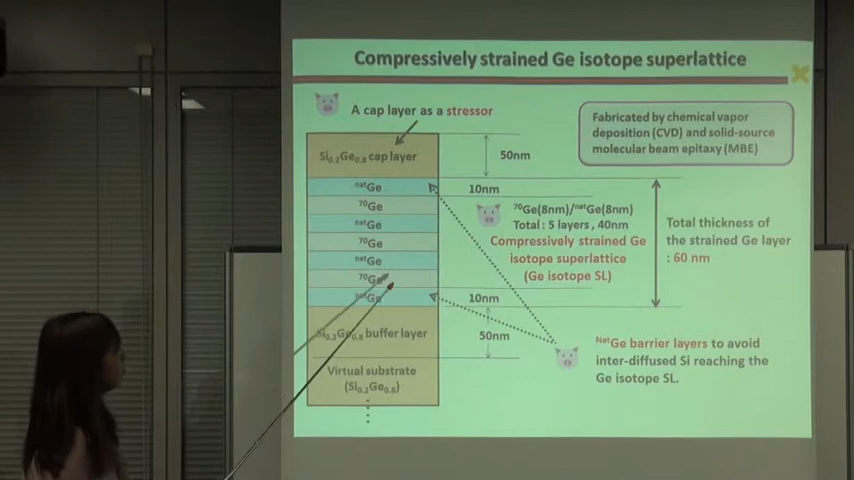 Compressively strained Ge isotope superlattice
A cap layer as a stressor
Fabricated by chemical vapor
deposition (CVD) and solid-source
molecular beam epitaxy (MBE)
Si0.2Ge0.8 cap layer
50nm
natGe
10nm
70Ge
natGe
70Ge
natGe
70Ge
natGe
70Ge(8nm)/natGe(8nm)
Total : 5 layers , 40nm
Compressively strained Ge
isotope superlattice
(Ge isotope SL)
Total thickness of
the strained Ge layer
: 60 nm
10nm
Si0.2Ge0.8 buffer layer
50nm
Virtual substrate
(Si0.2Ge0.8)
NatGe barrier layers to avoid
inter-diffused Si reaching the
Ge isotope SL.